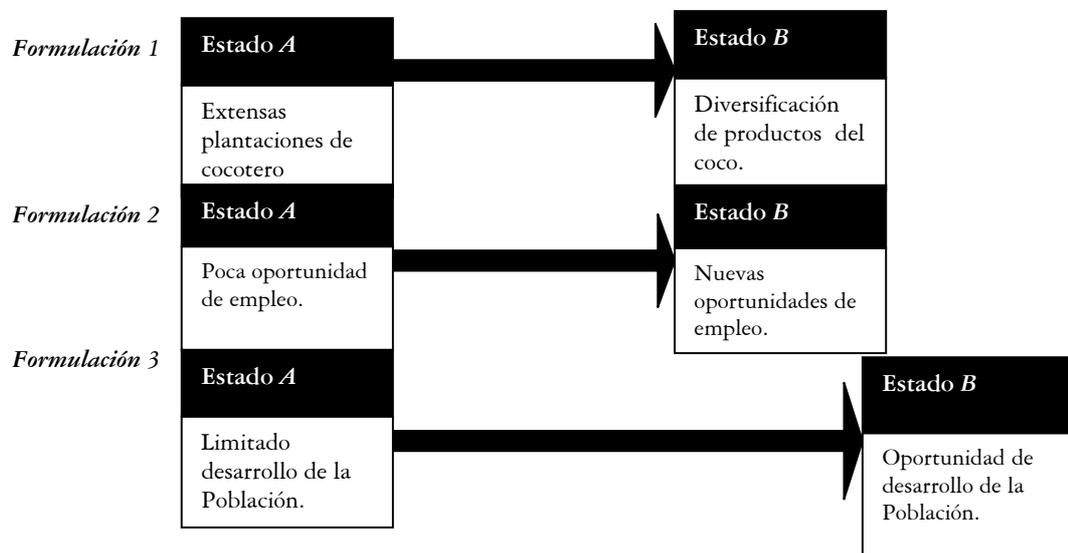 Formulación 1
Estado A
Extensas
plantaciones de
cocotero
Estado B
Diversificación
de productos del
coco.
Formulación 2
Estado A
Poca oportunidad
de empleo.
Estado B
Nuevas
oportunidades de
empleo.
Formulación 3
Estado A
Limitado
desarrollo de la
Población.
Estado B
Oportunidad de
desarrollo de la
Población.